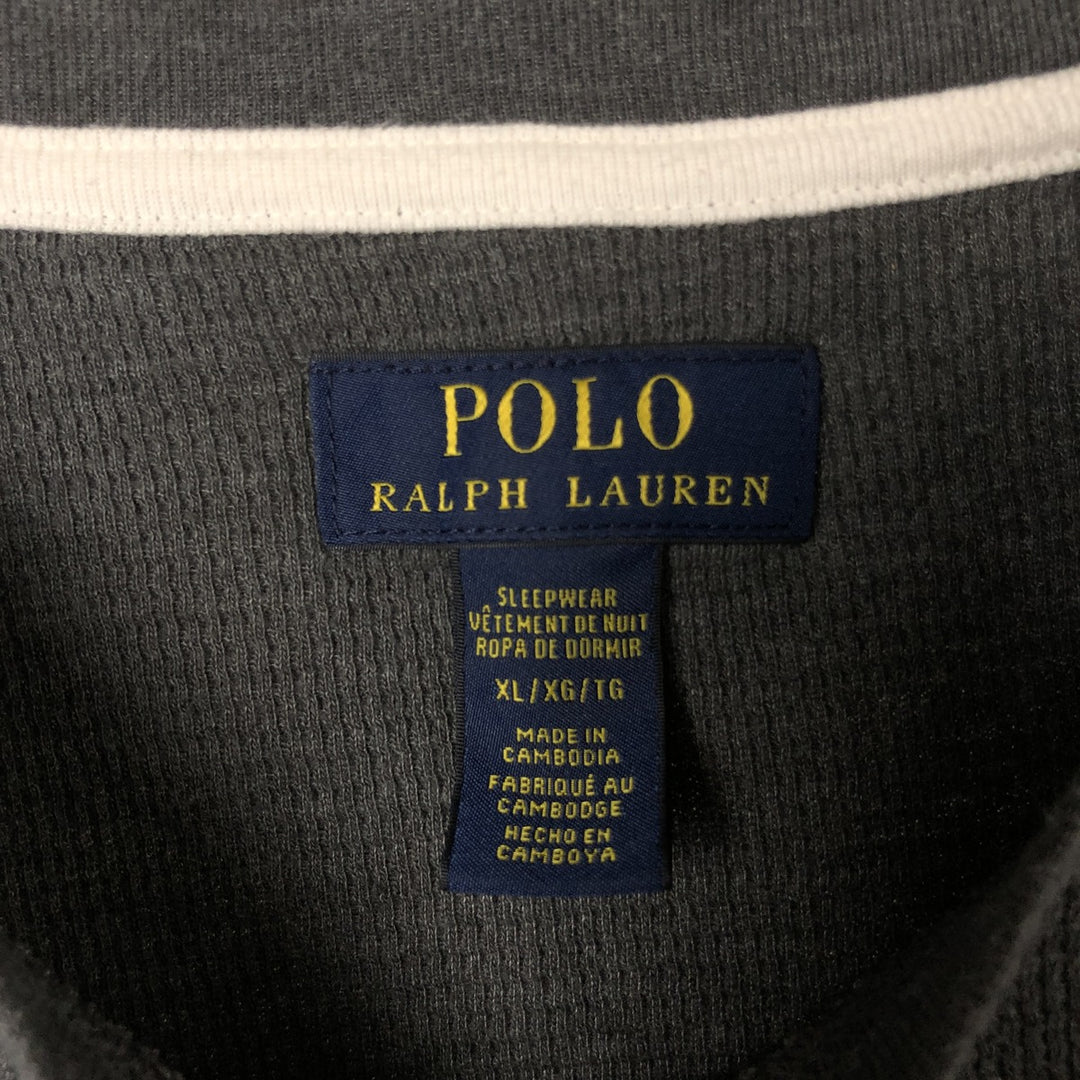 POLO
RALPH LAUREN
SLEEPWEAR
VÊTEMENT DE NUIT
ROPA DE DORMIR
XL/XG/TG
MADE IN
CAMBODIA
FABRIQUÉ AU
CAMBODGE
HECHO EN
CAMBOYA